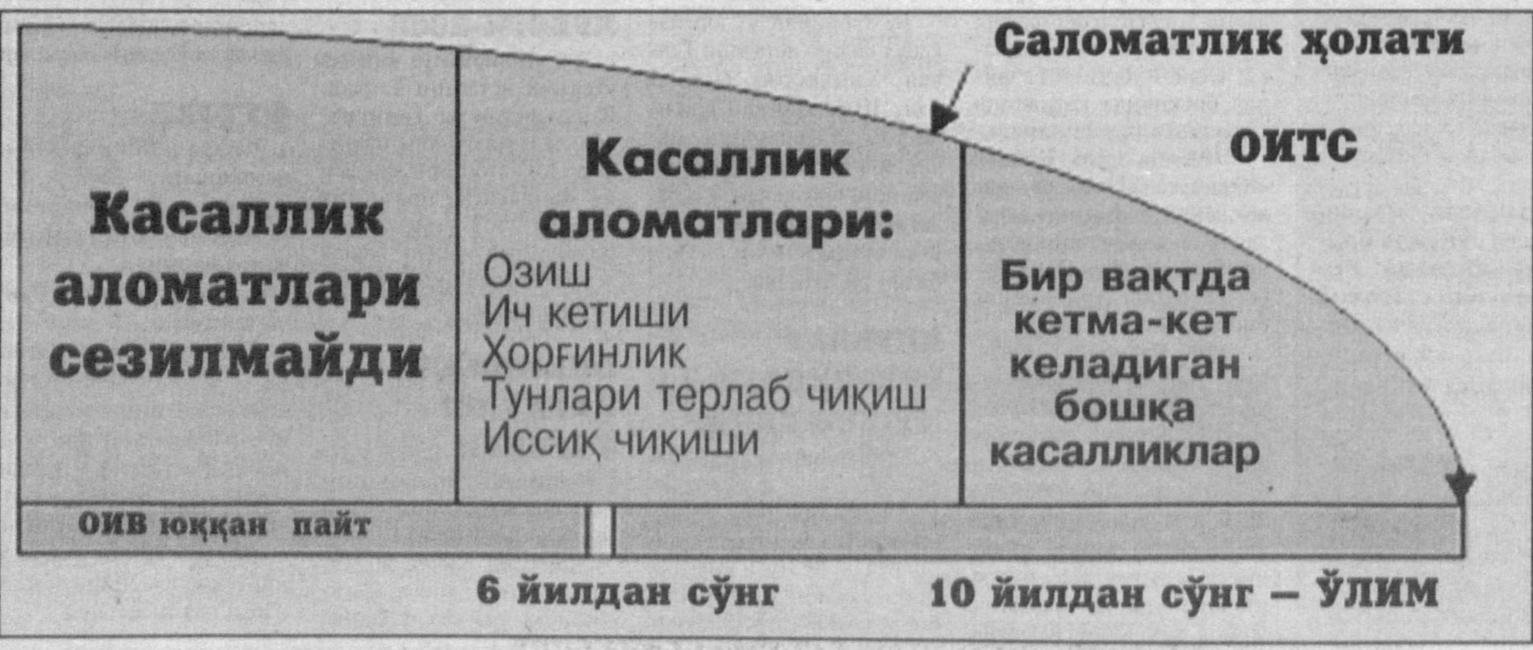 Саломатлик ҳолати
ОИТС
Касаллик
аломатлари
сезилмайди
Касаллик
аломатлари:
Озиш
Ич кетиши
Ҳорғинлик
Тунлари терлаб чиқиш
Иссиқ чиқиши
Бир вақтда
кетма-кет
келадиган
бошқа
касалликлар
ОИВ юққан пайт
6 йилдан сўнг
10 йилдан сўнг – ЎЛИМ